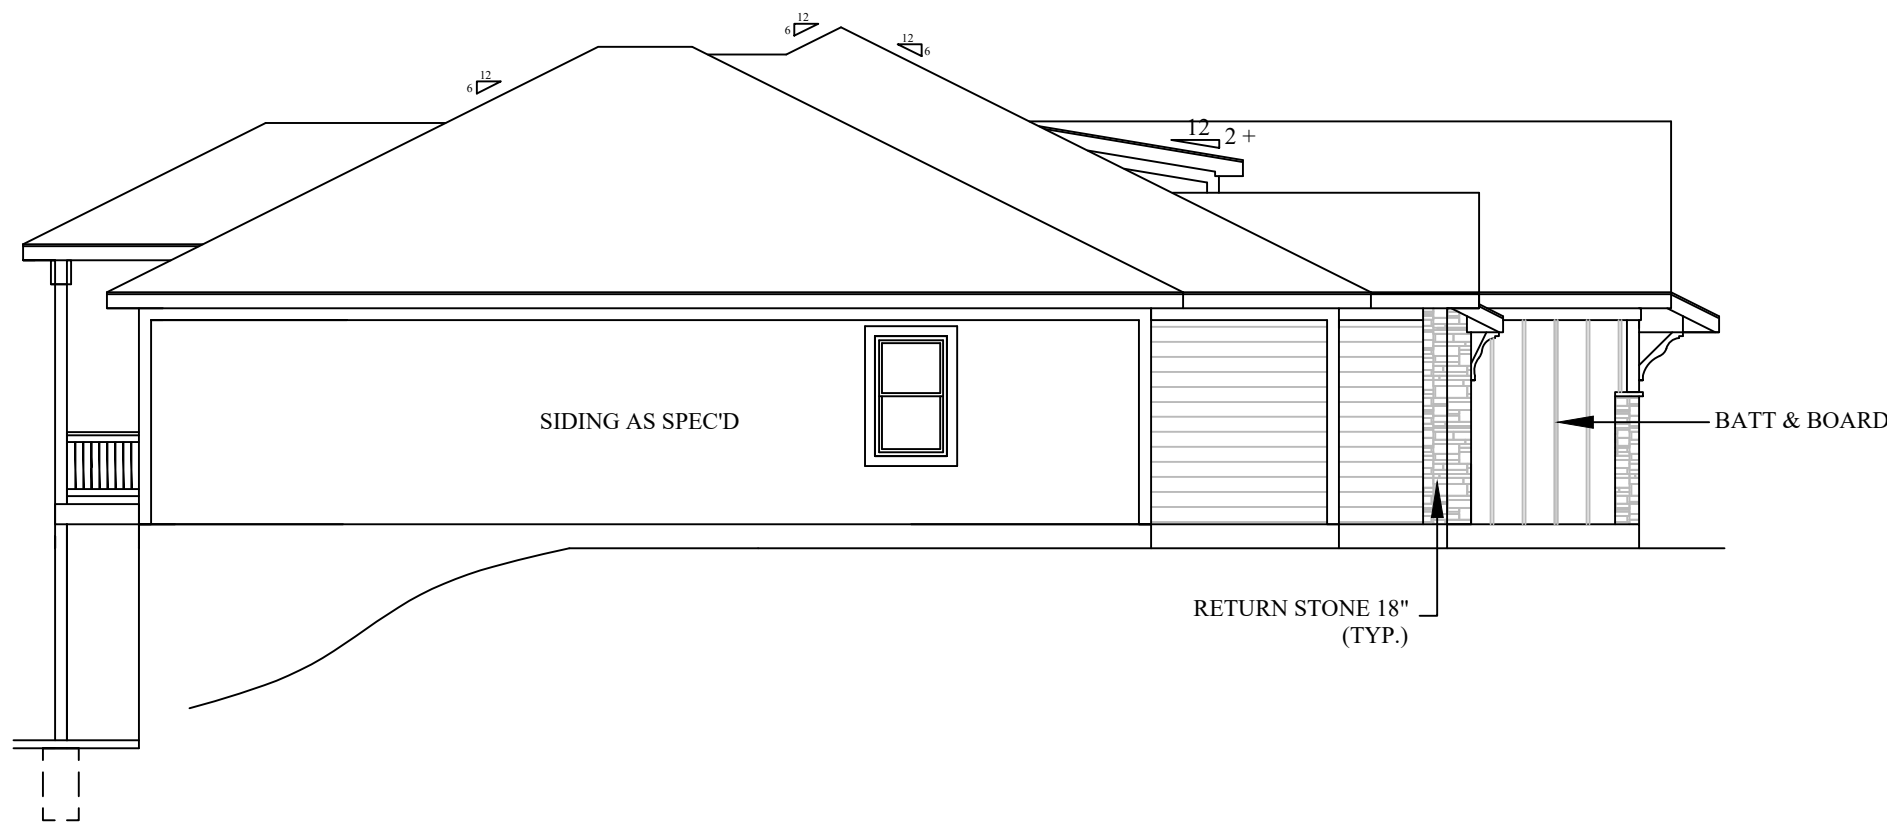 12
6
12
6
12
6
12
2 +
SIDING AS SPEC'D
BATT & BOARD
RETURN STONE 18"
(TYP.)